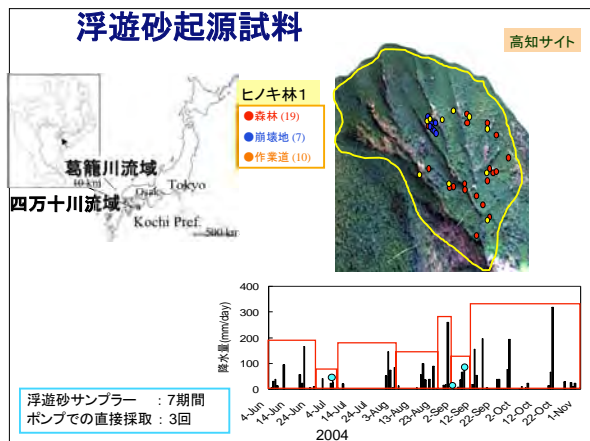 浮遊砂起源試料
高知サイト
ヒノキ林1
●森林 (19)
●崩壊地 (7)
●作業道 (10)
葛籠川流域
10 km
四万十川流域
Osaka
Tokyo
Kochi Pref.
500 km
降水量(mm/day)
400
300
200
100
0
4-Jun
14-Jun
24-Jun
4-Jul
14-Jul
24-Jul
3-Aug
13-Aug
23-Aug
2-Sep
12-Sep
22-Sep
2-Oct
12-Oct
22-Oct
1-Nov
2004
浮遊砂サンプラー :7期間
ポンプでの直接採取:3回